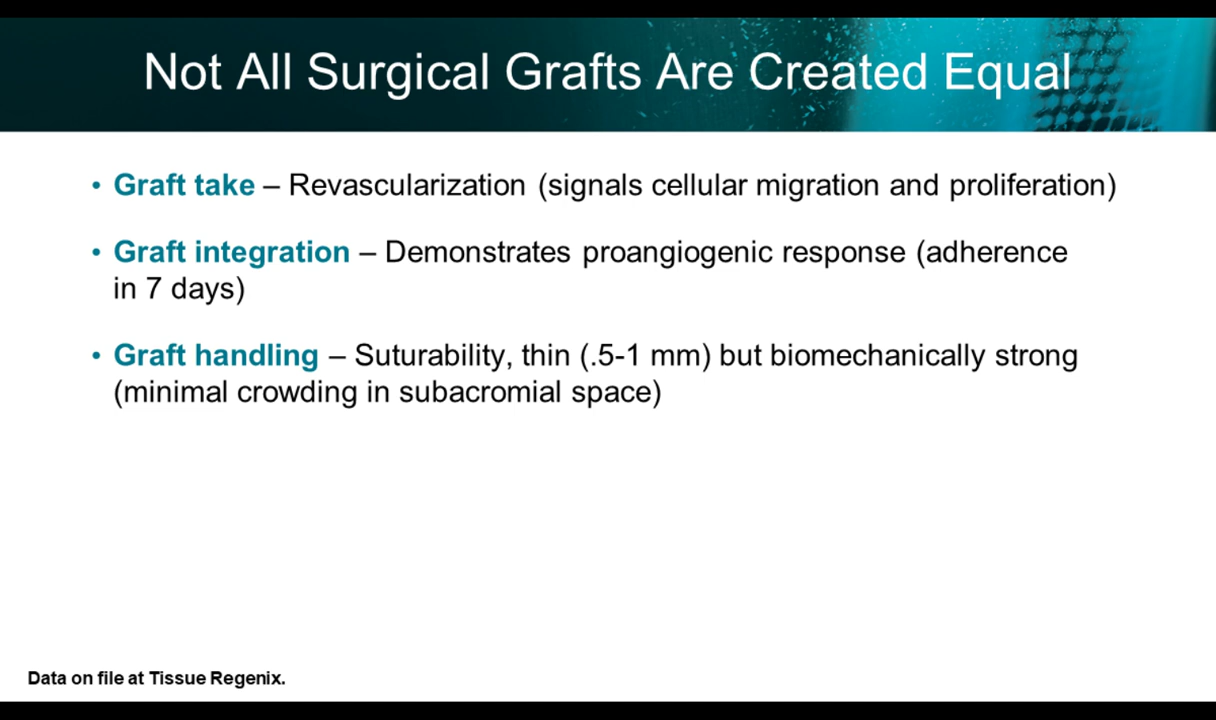 Not All Surgical Grafts Are Created Equal
• Graft take – Revascularization (signals cellular migration and proliferation)
• Graft integration – Demonstrates proangiogenic response (adherence
in 7 days)
• Graft handling – Suturability, thin (.5-1 mm) but biomechanically strong
(minimal crowding in subacromial space)
Data on file at Tissue Regenix.